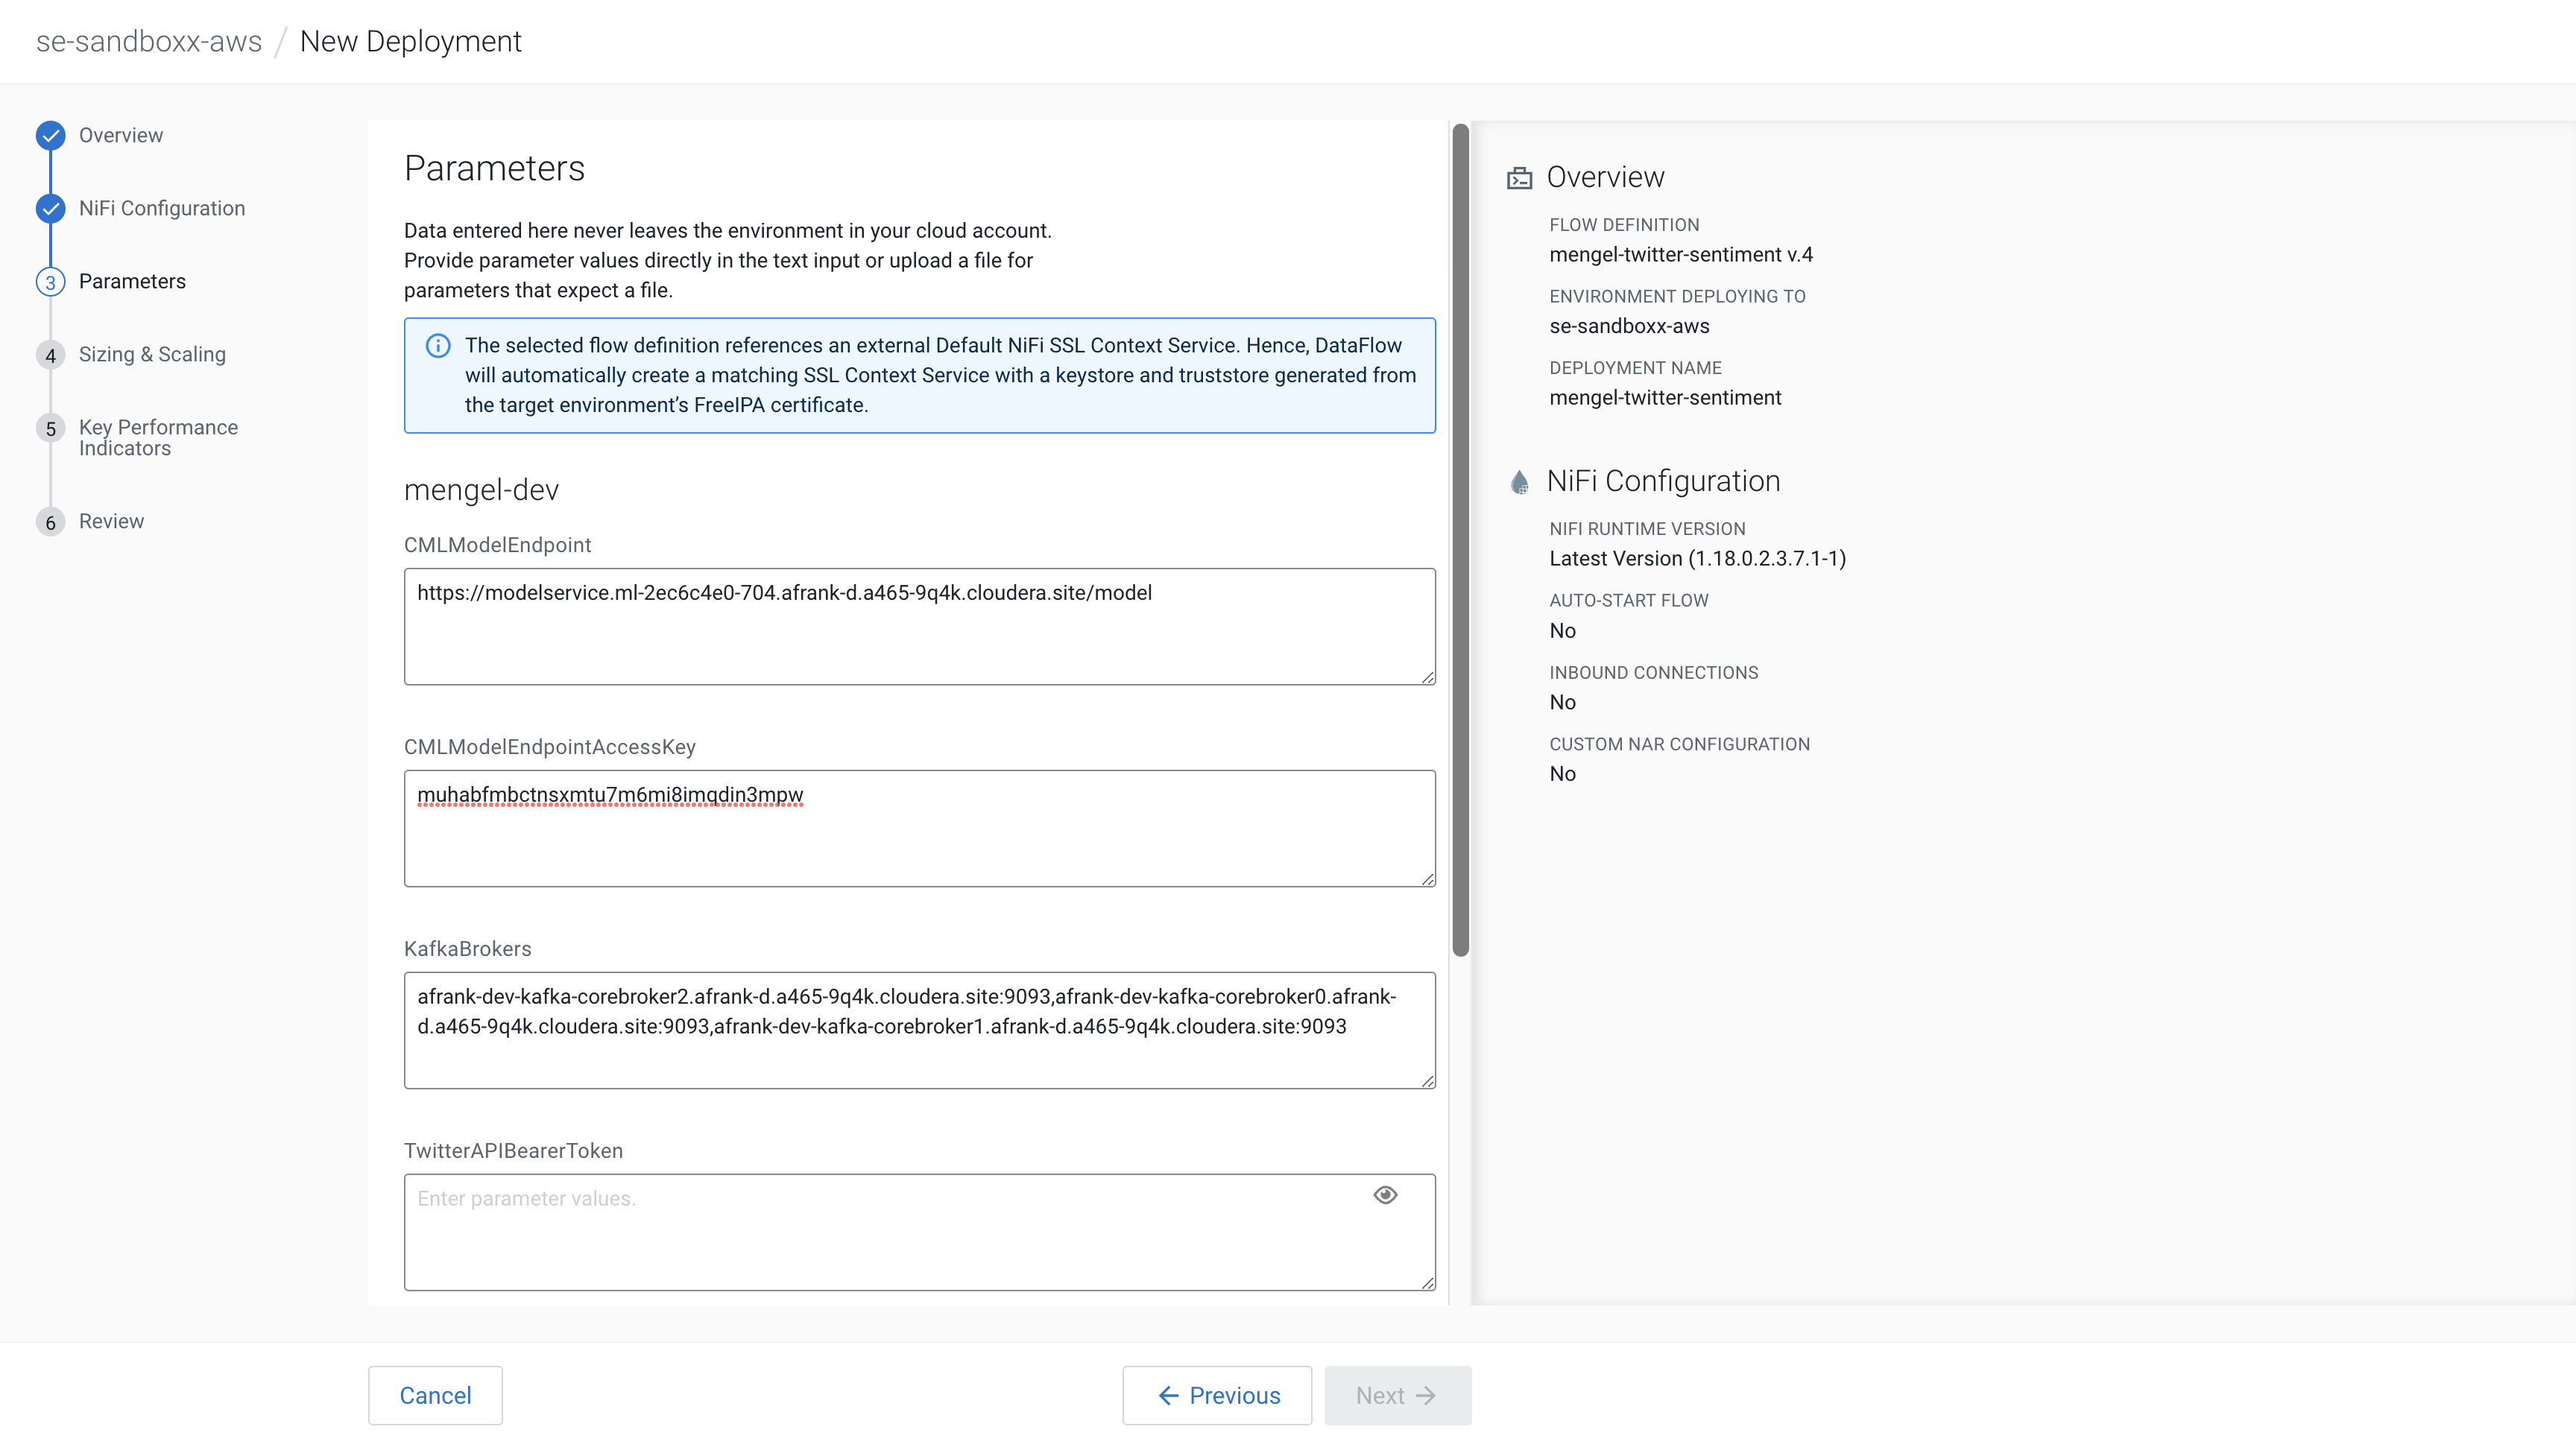 se-sandboxx-aws / New Deployment
Overview
NiFi Configuration
3 Parameters
4 Sizing & Scaling
5 Key Performance
Indicators
6 Review
Parameters
Data entered here never leaves the environment in your cloud account.
Provide parameter values directly in the text input or upload a file for
parameters that expect a file.
The selected flow definition references an external Default NiFi SSL Context Service. Hence, DataFlow
will automatically create a matching SSL Context Service with a keystore and truststore generated from
the target environment’s FreeIPA certificate.
mengel-dev
CMLModelEndpoint
https://modelservice.ml-2ec6c4e0-704.afrank-d.a465-9q4k.cloudera.site/model
CMLModelEndpointAccessKey
muhabfmbctnsxmtu7m6mi8imqdin3mpw
KafkaBrokers
afrank-dev-kafka-corebroker2.afrank-d.a465-9q4k.cloudera.site:9093,afrank-dev-kafka-corebroker0.afrank-
d.a465-9q4k.cloudera.site:9093,afrank-dev-kafka-corebroker1.afrank-d.a465-9q4k.cloudera.site:9093
TwitterAPIBearerToken
Enter parameter values.
Overview
FLOW DEFINITION
mengel-twitter-sentiment v.4
ENVIRONMENT DEPLOYING TO
se-sandboxx-aws
DEPLOYMENT NAME
mengel-twitter-sentiment
NiFi Configuration
NIFI RUNTIME VERSION
Latest Version (1.18.0.2.3.7.1-1)
AUTO-START FLOW
No
INBOUND CONNECTIONS
No
CUSTOM NAR CONFIGURATION
No
Cancel
Previous
Next